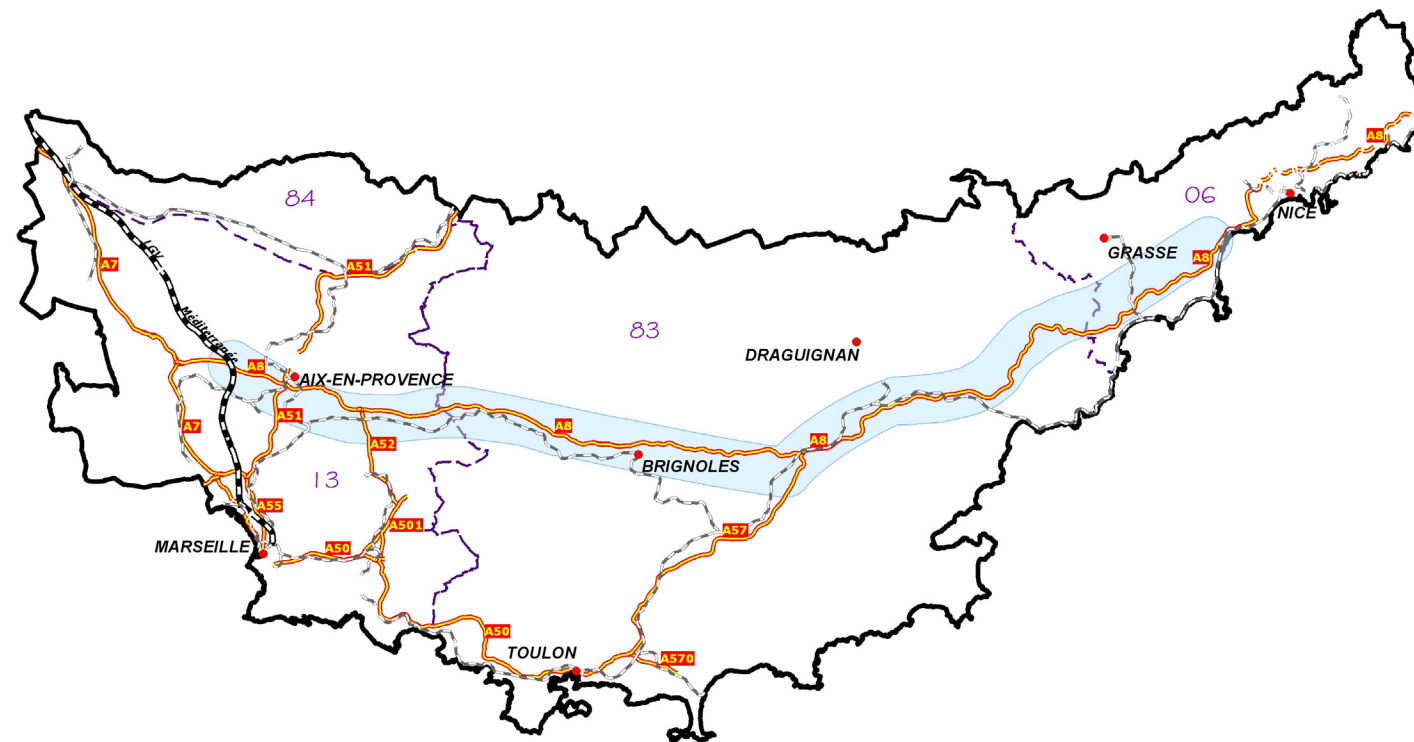 A8
06
NICE
84
GRASSE
A8
LGV
A7
A51
83
Méditerranée
DRAGUIGNAN
A8
AIX-EN-PROVENCE
A51
A7
A8
A52
A8
BRIGNOLES
13
A55
A501
A57
MARSEILLE
A50
A50
TOULON
A570